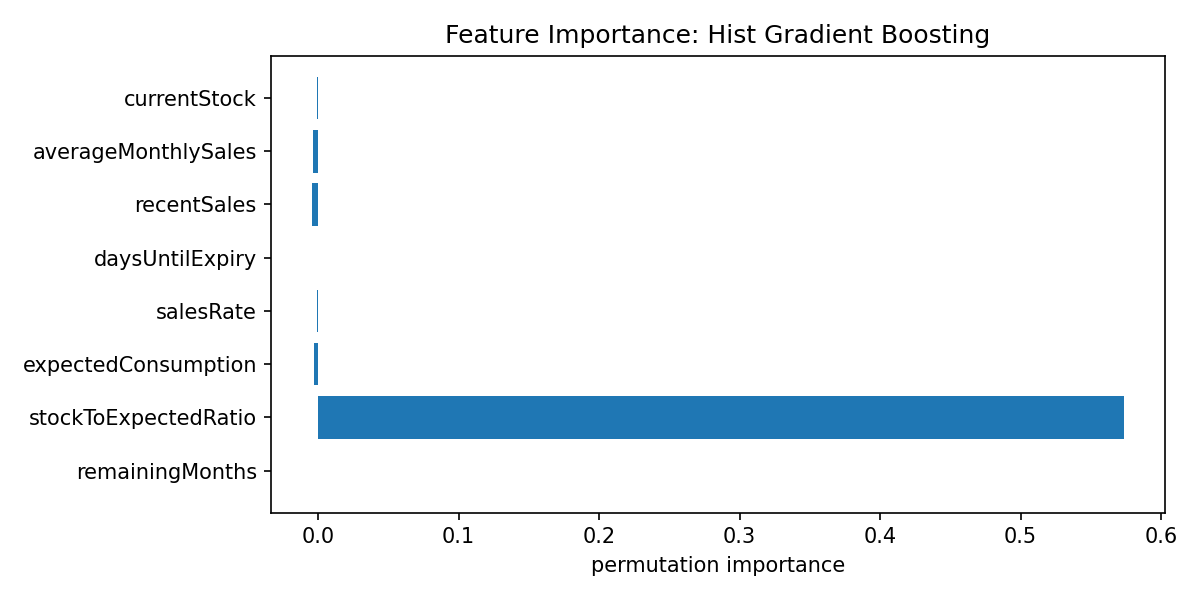 Feature Importance: Hist Gradient Boosting
currentStock
averageMonthlySales
recentSales
daysUntilExpiry
salesRate
expectedConsumption
stockToExpectedRatio
remainingMonths
0.0 0.1 0.2 0.3 0.4 0.5 0.6
permutation importance